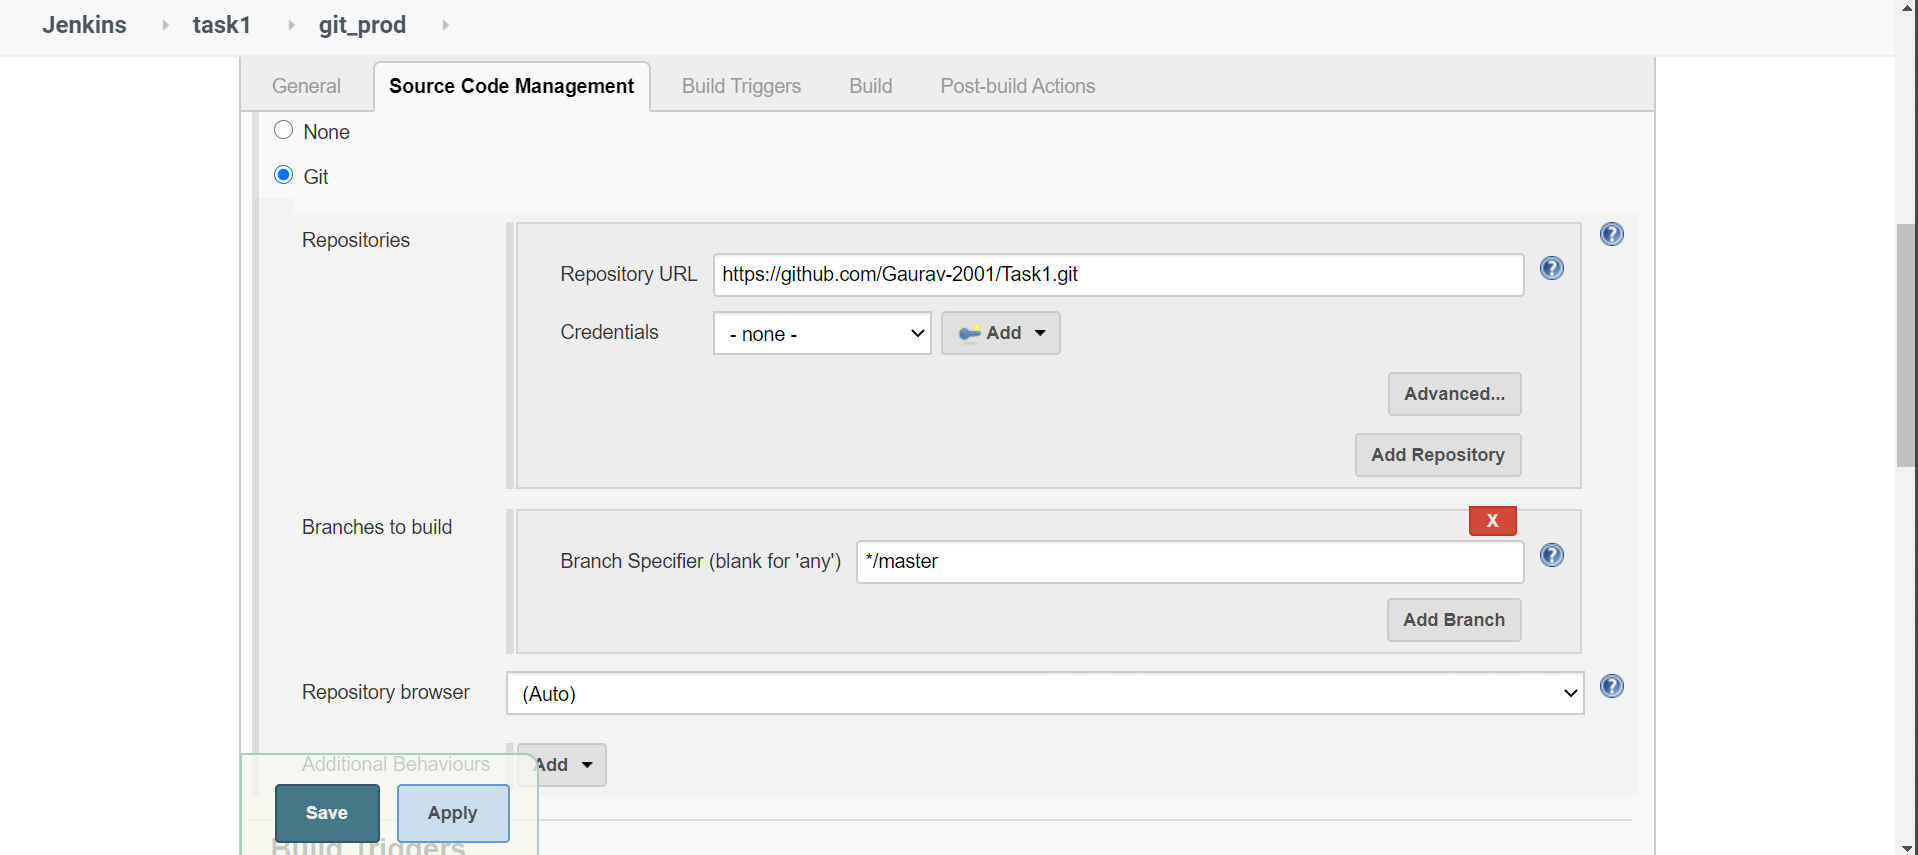 Jenkins task1 git_prod
General Source Code Management Build Triggers Build Post-build Actions
None
Git
Repositories
Repository URL https://github.com/Gaurav-2001/Task1.git
Credentials - none - Add
Advanced...
Add Repository
Branches to build
X
Branch Specifier (blank for 'any') */master
Add Branch
Repository browser (Auto)
Additional Behaviours Add
Save Apply
Build Triggers